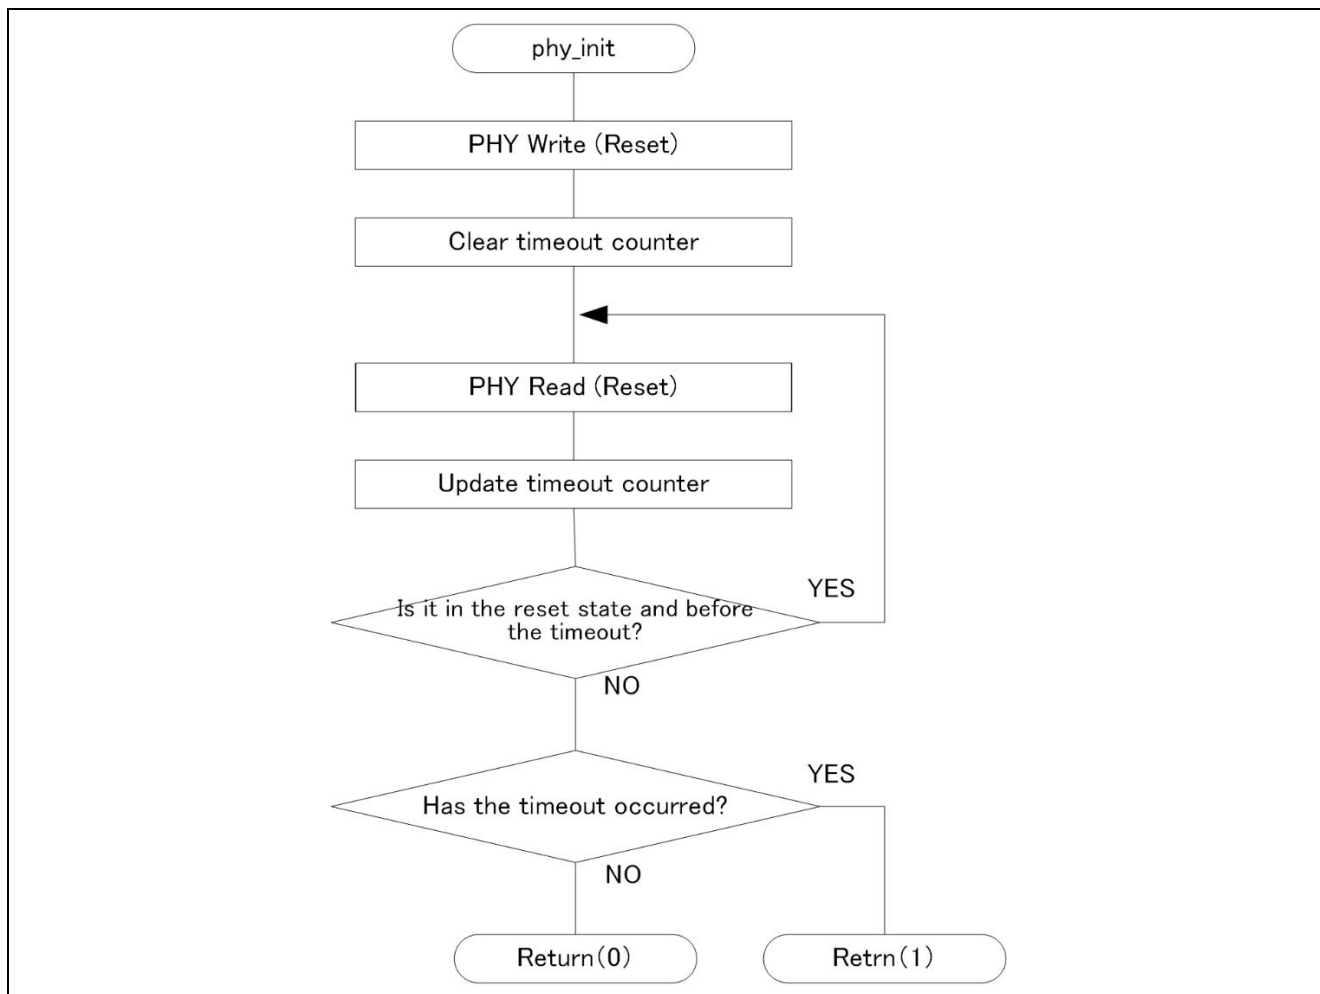 phy_init
PHY Write (Reset)
Clear timeout counter
PHY Read (Reset)
Update timeout counter
YES
Is it in the reset state and before
the timeout?
NO
YES
Has the timeout occurred?
NO
Return(0)
Retrn(1)